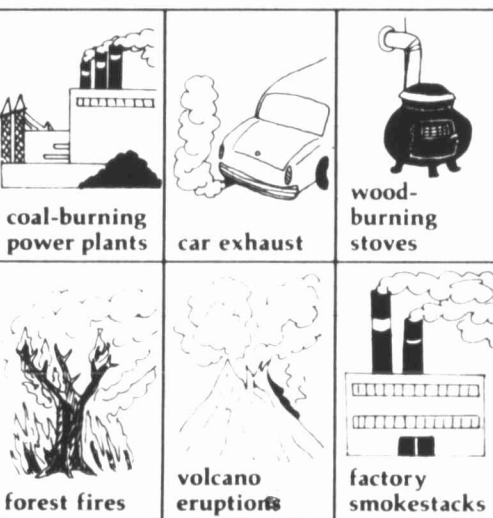 coal-burning
power plants
car exhaust
wood-
burning
stoves
forest fires
volcano
eruptions
factory
smokestacks